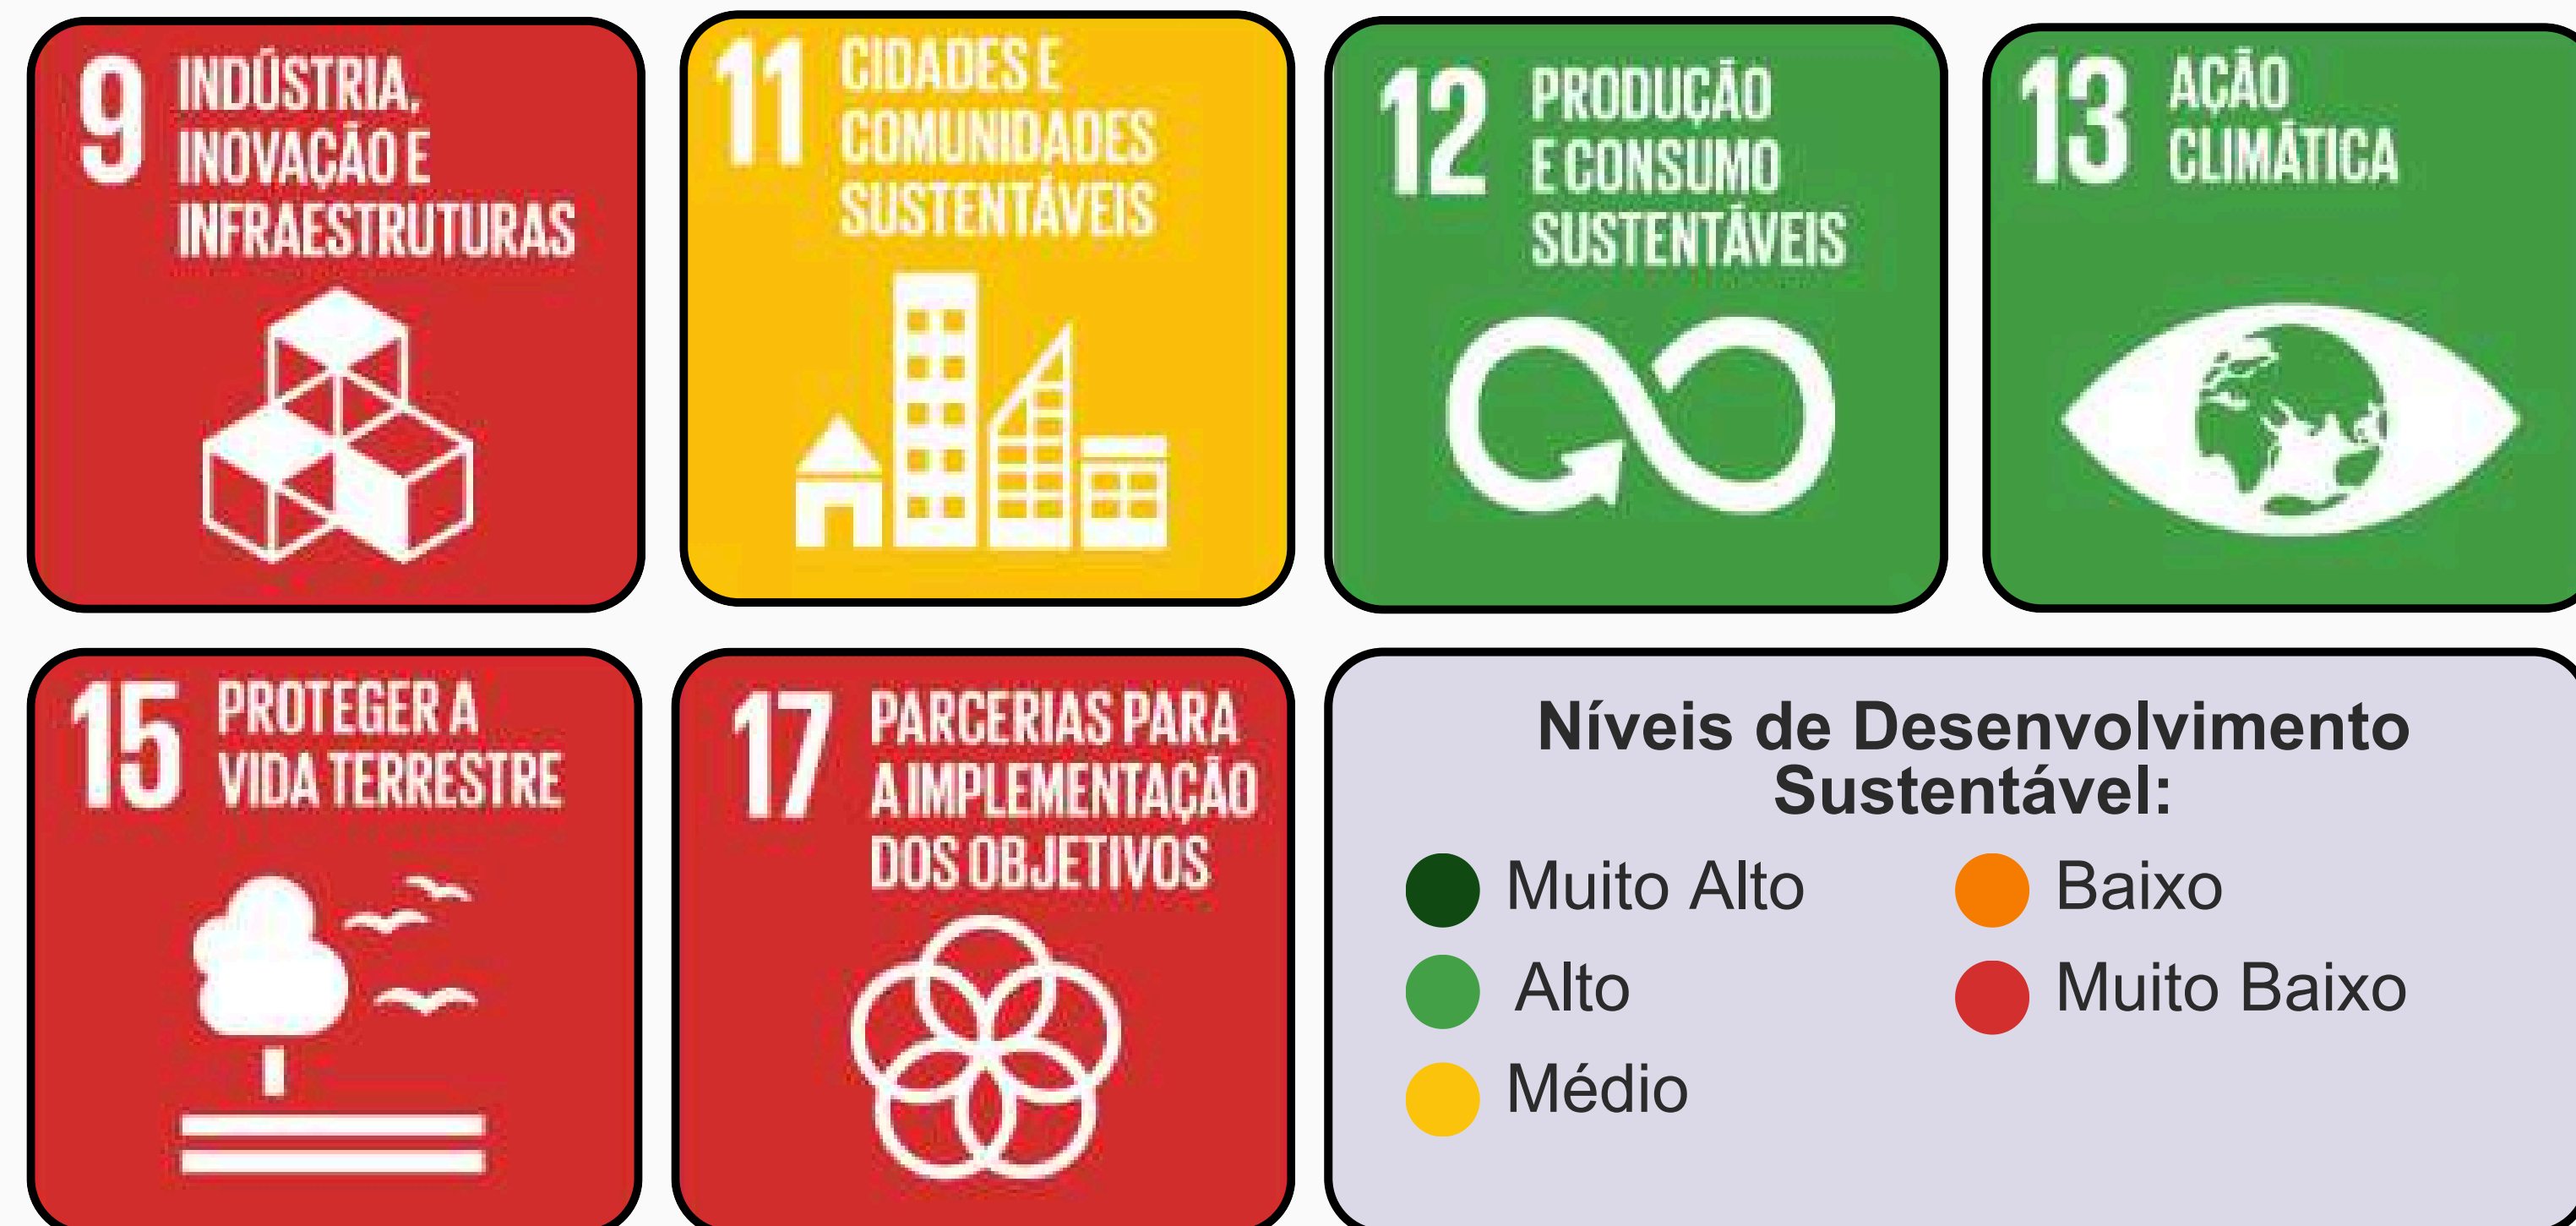 9
INDÚSTRIA,
INOVAÇÃO E
INFRAESTRUTURAS
11
CIDADES E
COMUNIDADES
SUSTENTÁVEIS
12
PRODUÇÃO
E CONSUMO
SUSTENTÁVEIS
13
AÇÃO
CLIMÁTICA
15
PROTEGER A
VIDA TERRESTRE
17
PARCERIAS PARA
A IMPLEMENTAÇÃO
DOS OBJETIVOS
Níveis de Desenvolvimento
Sustentável:
Muito Alto
Alto
Médio
Baixo
Muito Baixo